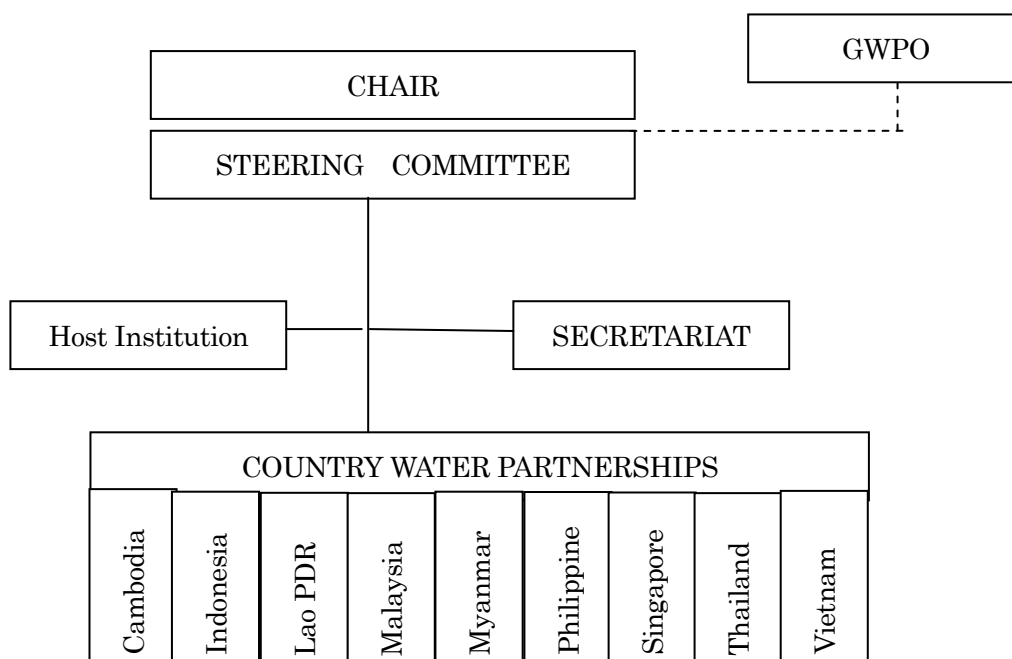 GWPO
CHAIR
STEERING COMMITTEE
Host Institution
SECRETARIAT
COUNTRY WATER PARTNERSHIPS
Cambodia
Indonesia
Lao PDR
Malaysia
Myanmar
Philippine
Singapore
Thailand
Vietnam